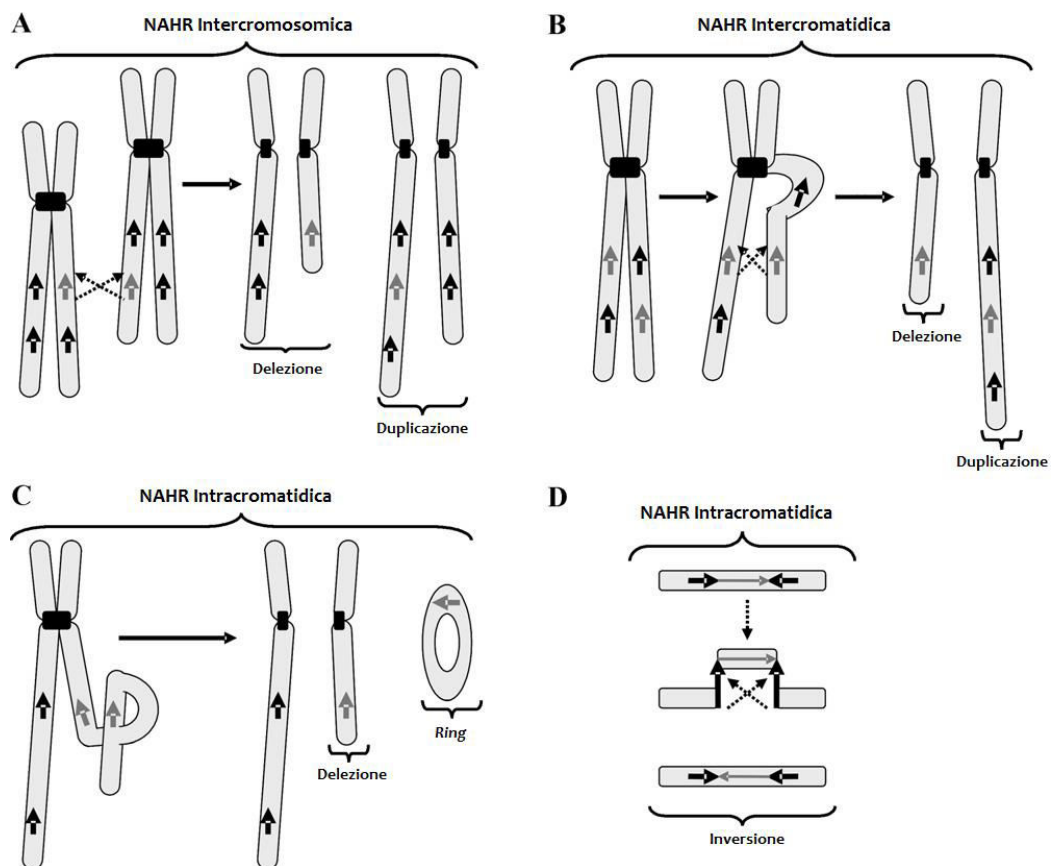 A
NAHR Intercromosomica
Delezione
Duplicazione
B
NAHR Intercromatidica
Delezione
Duplicazione
C
NAHR Intracromatidica
Delezione
Ring
D
NAHR Intracromatidica
Inversione